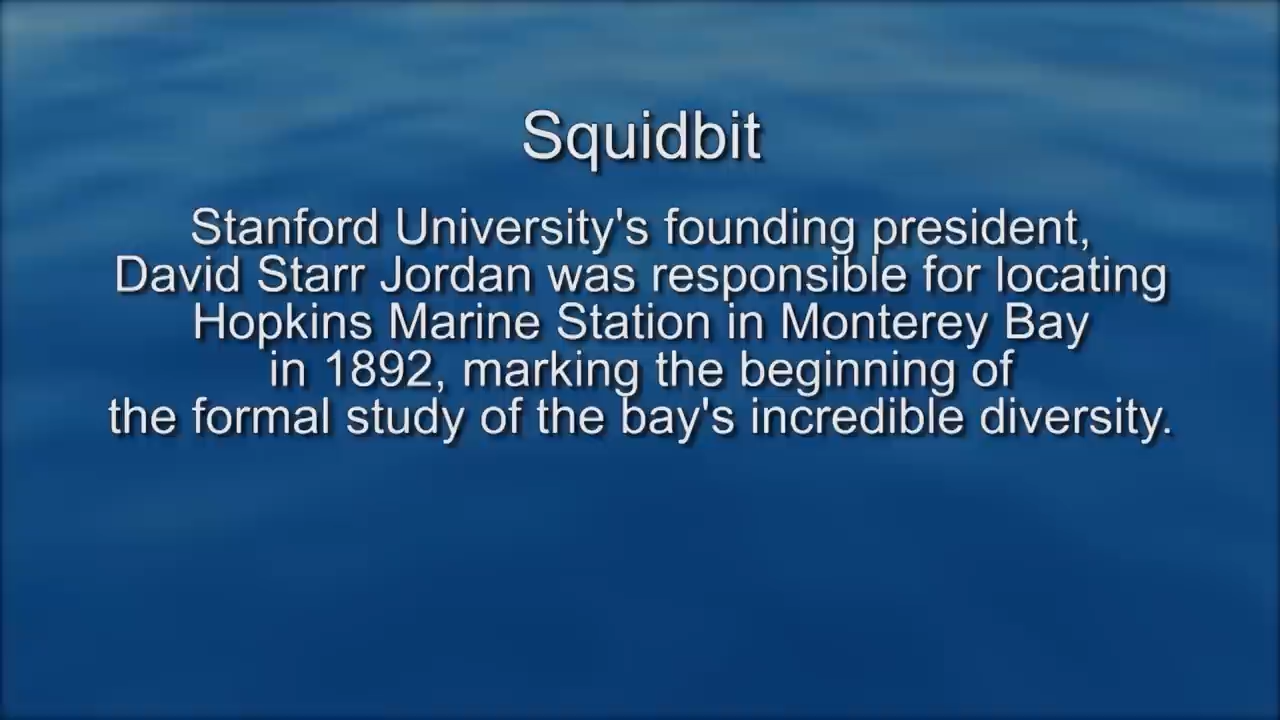 Squidbit
Stanford University's founding president,
David Starr Jordan was responsible for locating
Hopkins Marine Station in Monterey Bay
in 1892, marking the beginning of
the formal study of the bay's incredible diversity.